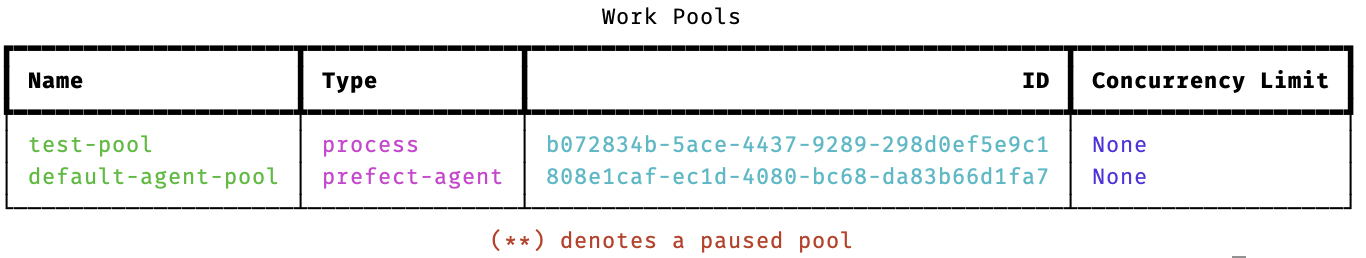 Work Pools
Name Type ID Concurrency Limit
test-pool process b072834b-5ace-4437-9289-298d0ef5e9c1 None
default-agent-pool prefect-agent 808e1caf-ec1d-4080-bc68-da83b66d1fa7 None
(**) denotes a paused pool